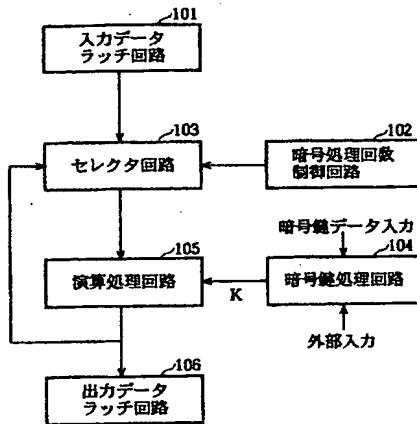 101
入力データ
ラッチ回路
103
セレクタ回路
102
暗号処理回数
制御回路
暗号鍵データ入力
105
演算処理回路
K
104
暗号鍵処理回路
外部入力
106
出力データ
ラッチ回路